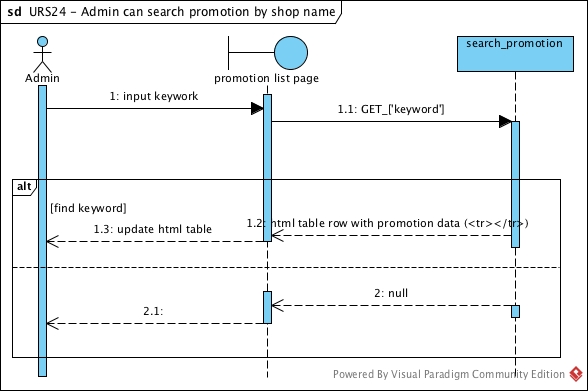 sd URS24 – Admin can search promotion by shop name
Admin
promotion list page
search_promotion
1: input keywork
1.1: GET_['keyword']
alt
[find keyword]
1.2: html table row with promotion data (<tr></tr>)
1.3: update html table
2: null
2.1:
Powered By Visual Paradigm Community Edition